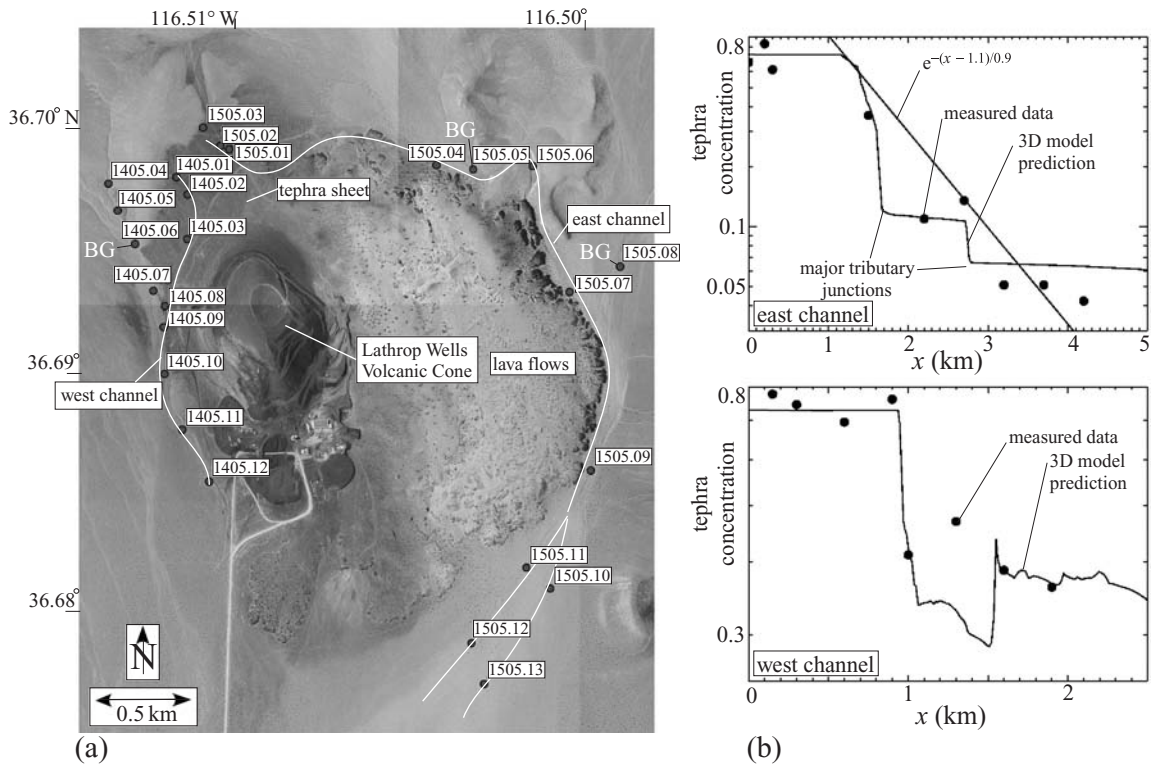 116.51° W
116.50°
36.70° N
36.69°
36.68°
1505.03
1505.02
1505.01
1405.04
1405.01
1405.02
1405.05
1405.06
1405.03
BG
1405.07
1405.08
1405.09
1405.10
1405.11
1405.12
west channel
tephra sheet
BG
1505.04
1505.05
1505.06
east channel
BG
1505.08
1505.07
Lathrop Wells
Volcanic Cone
lava flows
1505.09
1505.11
1505.10
1505.12
1505.13
N
0.5 km
(a)
0.8
0.1
0.05
tephra
concentration
e−(x − 1.1)/0.9
measured data
3D model
prediction
major tributary
junctions
east channel
0
1
2
3
4
5
x (km)
0.8
0.3
tephra
concentration
measured data
3D model
prediction
west channel
0
1
2
x (km)
(b)